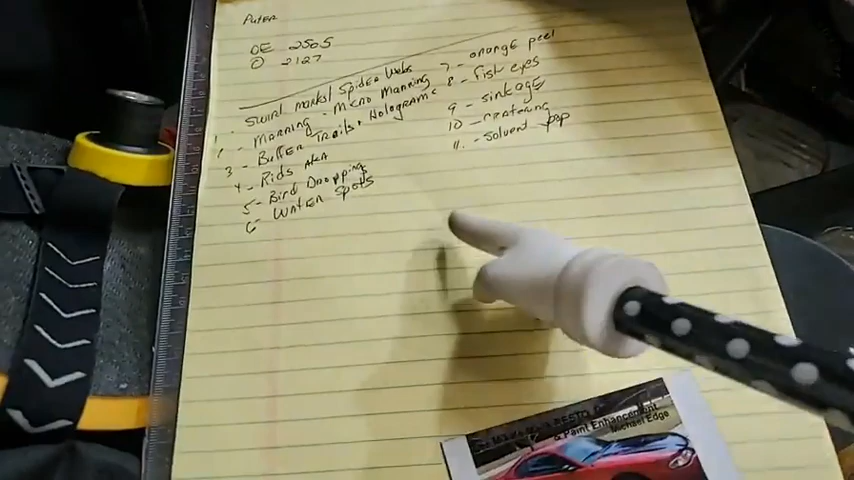 OE 2505
2127
1 - Swirl marks/ Spider Webs
2 - Marring - Micro Marring
3 - Buffer Trails + Holograms
4 - Rids AKA
5 - Bird Dropping
6 - Water Spots
7 - Orange peel
8 - Fish eyes
9 - Sinkage
10 - Cratering
11. - Solvent pop
Paint Enhancement
Michael Edge